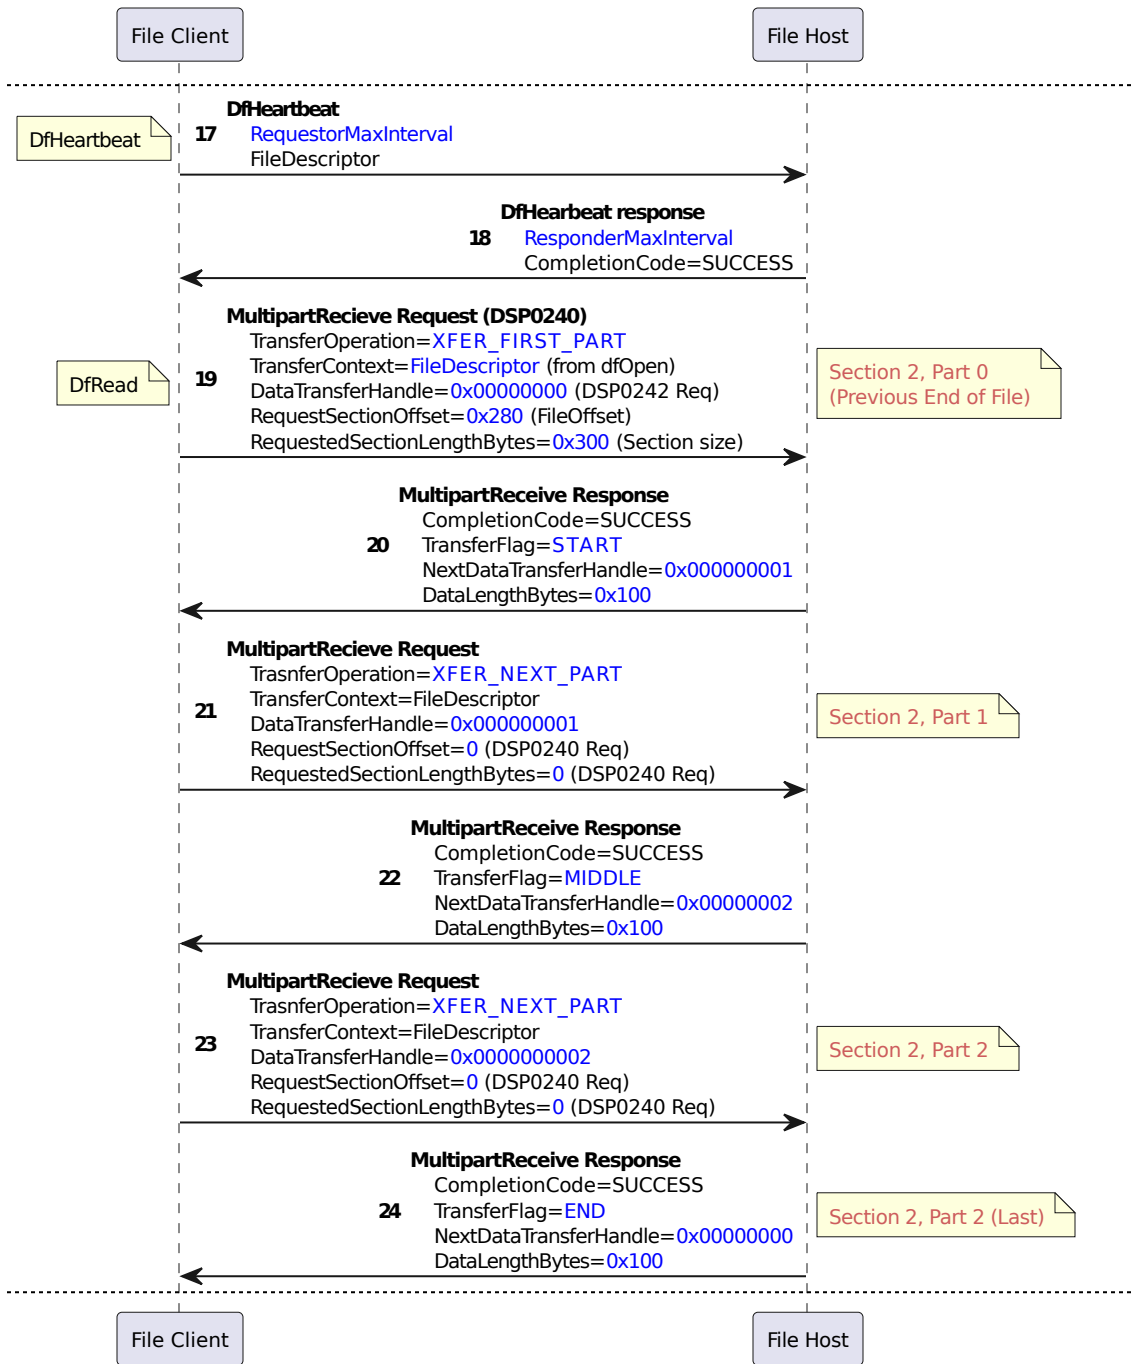 File Client
File Host
DfHeartbeat
DfHeartbeat
17
RequestorMaxInterval
FileDescriptor
DfHearbeat response
18
ResponderMaxInterval
CompletionCode=SUCCESS
MultipartRecieve Request (DSP0240)
TransferOperation=XFER_FIRST_PART
TransferContext=FileDescriptor (from dfOpen)
DfRead
19
DataTransferHandle=0x00000000 (DSP0242 Req)
RequestSectionOffset=0x280 (FileOffset)
RequestedSectionLengthBytes=0x300 (Section size)
Section 2, Part 0
(Previous End of File)
MultipartReceive Response
CompletionCode=SUCCESS
20
TransferFlag=START
NextDataTransferHandle=0x000000001
DataLengthBytes=0x100
MultipartRecieve Request
TrasnferOperation=XFER_NEXT_PART
TransferContext=FileDescriptor
21
DataTransferHandle=0x000000001
RequestSectionOffset=0 (DSP0240 Req)
RequestedSectionLengthBytes=0 (DSP0240 Req)
Section 2, Part 1
MultipartReceive Response
CompletionCode=SUCCESS
22
TransferFlag=MIDDLE
NextDataTransferHandle=0x00000002
DataLengthBytes=0x100
MultipartRecieve Request
TrasnferOperation=XFER_NEXT_PART
TransferContext=FileDescriptor
23
DataTransferHandle=0x0000000002
RequestSectionOffset=0 (DSP0240 Req)
RequestedSectionLengthBytes=0 (DSP0240 Req)
Section 2, Part 2
MultipartReceive Response
CompletionCode=SUCCESS
24
TransferFlag=END
NextDataTransferHandle=0x00000000
DataLengthBytes=0x100
Section 2, Part 2 (Last)
File Client
File Host